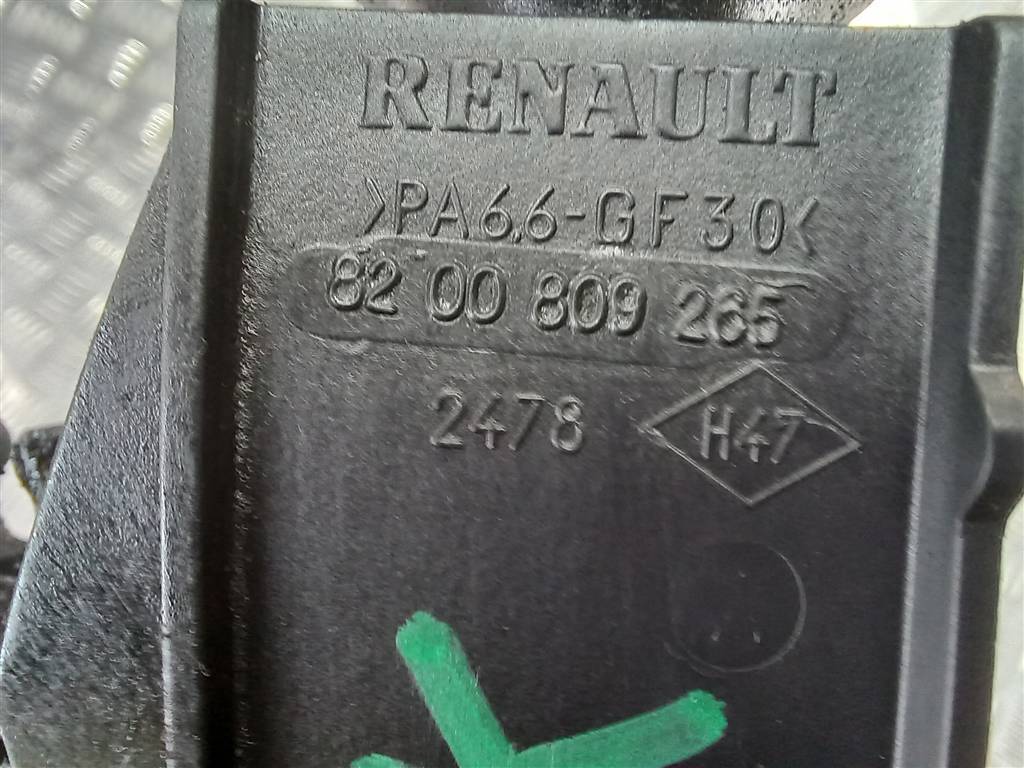 RENAULT
>PA6.6-GF30<
82 00 809 265
2478
H47